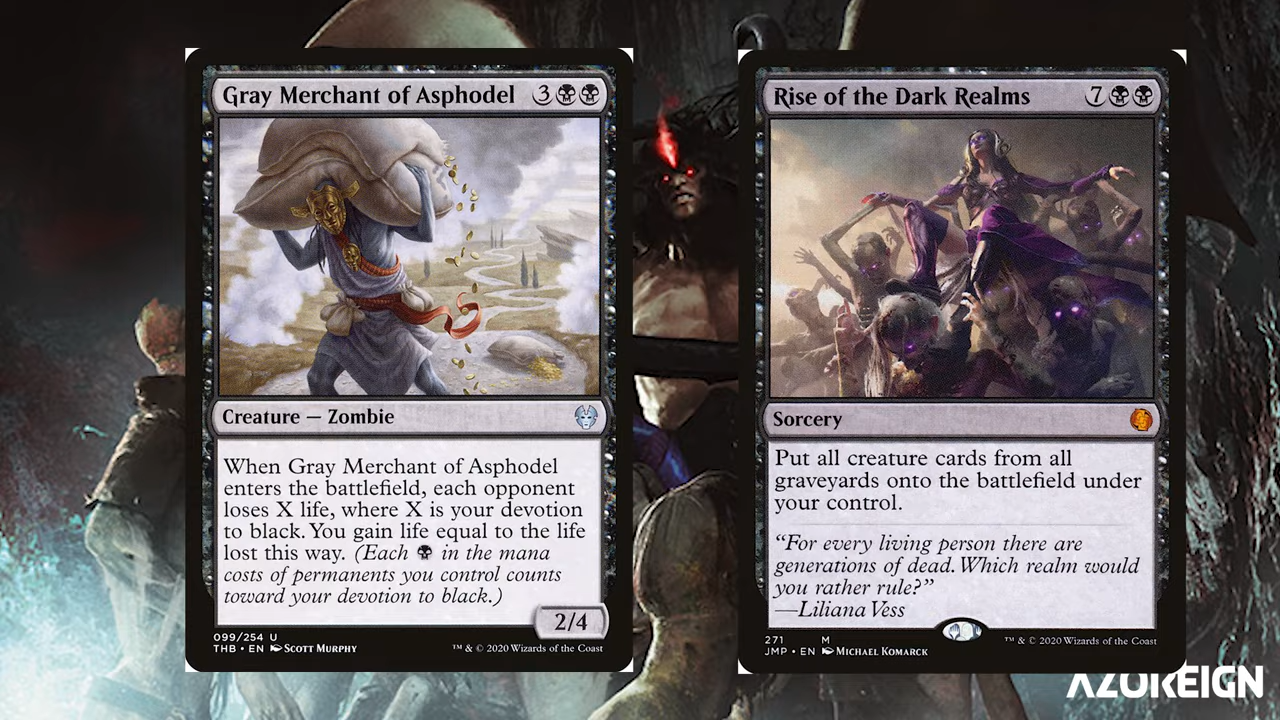 Gray Merchant of Asphodel 3
Creature — Zombie
When Gray Merchant of Asphodel
enters the battlefield, each opponent
loses X life, where X is your devotion
to black. You gain life equal to the life
lost this way. (Each in the mana
costs of permanents you control counts
toward your devotion to black.)
2/4
099/254 U
THB • EN Scott Murphy
™ & © 2020 Wizards of the Coast
Rise of the Dark Realms 7
Sorcery
Put all creature cards from all
graveyards onto the battlefield under
your control.
“For every living person there are
generations of dead. Which realm would
you rather rule?”
—Liliana Vess
271 M
JMP • EN Michael Komarck
™ & © 2020 Wizards of the Coast
AZOREIGN